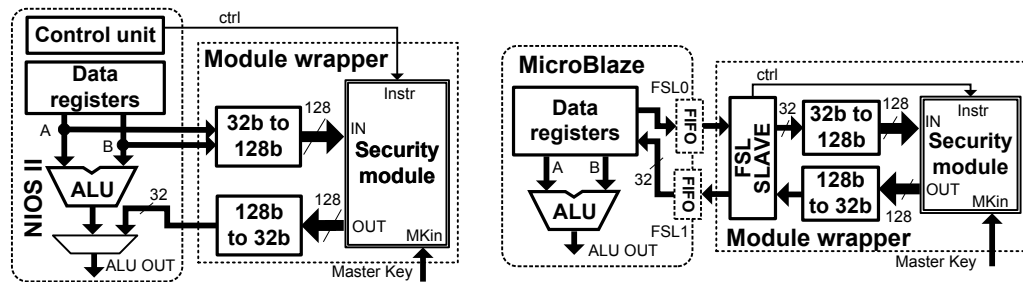 Control unit
ctrl
Module wrapper
Data
registers
A
B
NIOS II
ALU
ALU OUT
32
32b to
128b
128
IN
Instr
Security
module
128b
to 32b
128
OUT
MKin
Master Key
MicroBlaze
Data
registers
A
B
ALU
ALU OUT
FSL0
FIFO
32
FIFO
FSL1
FSL
SLAVE
ctrl
32
32b to
128b
128
IN
Instr
Security
module
128b
to 32b
128
OUT
MKin
Module wrapper
Master Key